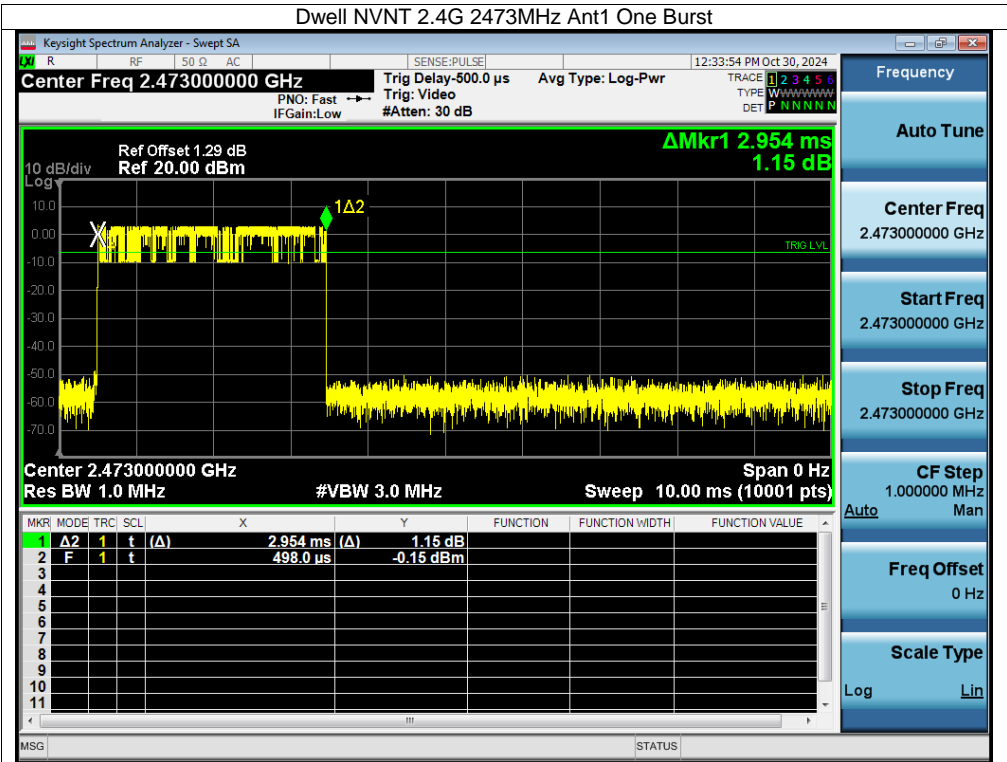 Dwell NVNT 2.4G 2473MHz Ant1 One Burst
Keysight Spectrum Analyzer - Swept SA
LXI R RF 50 Ω AC SENSE:PULSE 12:33:54 PM Oct 30, 2024
Center Freq 2.473000000 GHz
PNO: Fast
IFGain:Low
Trig Delay-500.0 µs
Trig: Video
#Atten: 30 dB
Avg Type: Log-Pwr
TRACE 1 2 3 4 5 6
TYPE WWWWWW
DET P N N N N N
ΔMkr1 2.954 ms
1.15 dB
Ref Offset 1.29 dB
10 dB/div Ref 20.00 dBm
Log
10.0
0.00
-10.0
-20.0
-30.0
-40.0
-50.0
-60.0
-70.0
1Δ2
TRIG LVL
Center 2.473000000 GHz Span 0 Hz
Res BW 1.0 MHz #VBW 3.0 MHz Sweep 10.00 ms (10001 pts)
MKR MODE TRC SCL X Y FUNCTION FUNCTION WIDTH FUNCTION VALUE
1 Δ2 1 t (Δ) 2.954 ms (Δ) 1.15 dB
2 F 1 t 498.0 µs -0.15 dBm
3
4
5
6
7
8
9
10
11
MSG STATUS
Frequency
Auto Tune
Center Freq
2.473000000 GHz
Start Freq
2.473000000 GHz
Stop Freq
2.473000000 GHz
CF Step
1.000000 MHz
Auto Man
Freq Offset
0 Hz
Scale Type
Log Lin